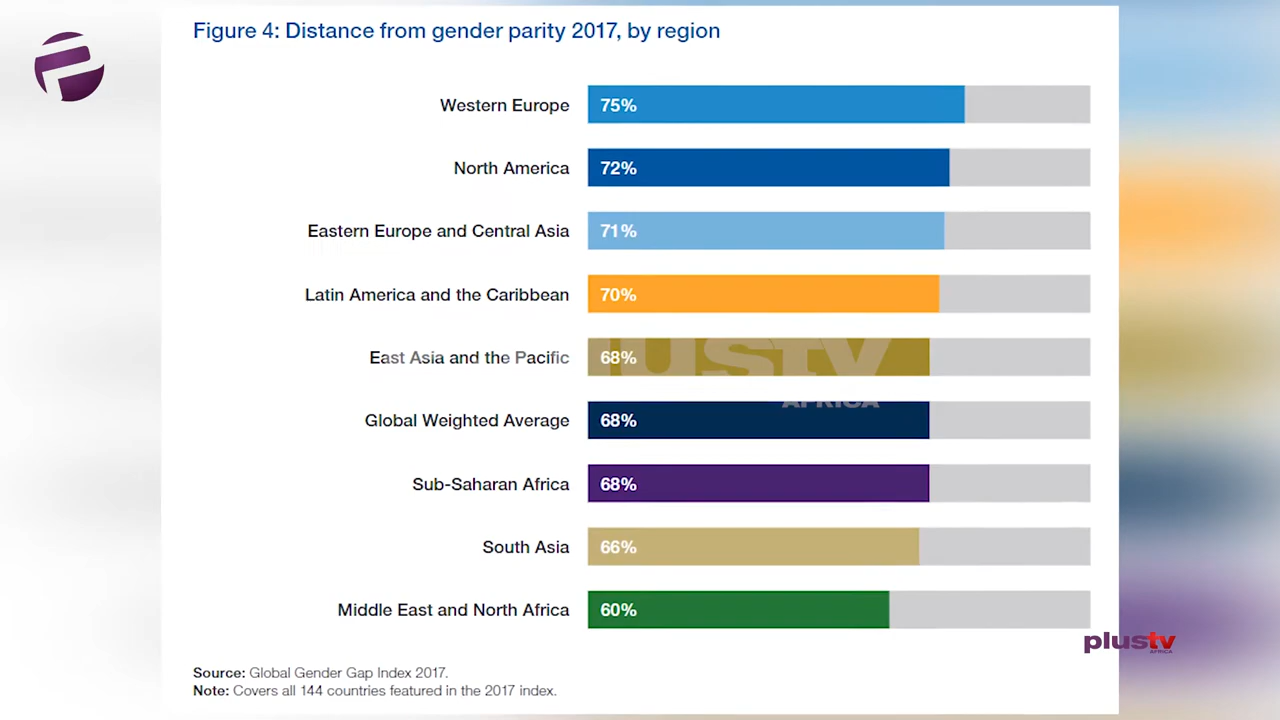 Figure 4: Distance from gender parity 2017, by region
Western Europe 75%
North America 72%
Eastern Europe and Central Asia 71%
Latin America and the Caribbean 70%
East Asia and the Pacific 68%
plustv
AFRICA
Global Weighted Average 68%
Sub-Saharan Africa 68%
South Asia 66%
Middle East and North Africa 60%
plustv
AFRICA
Source: Global Gender Gap Index 2017.
Note: Covers all 144 countries featured in the 2017 index.